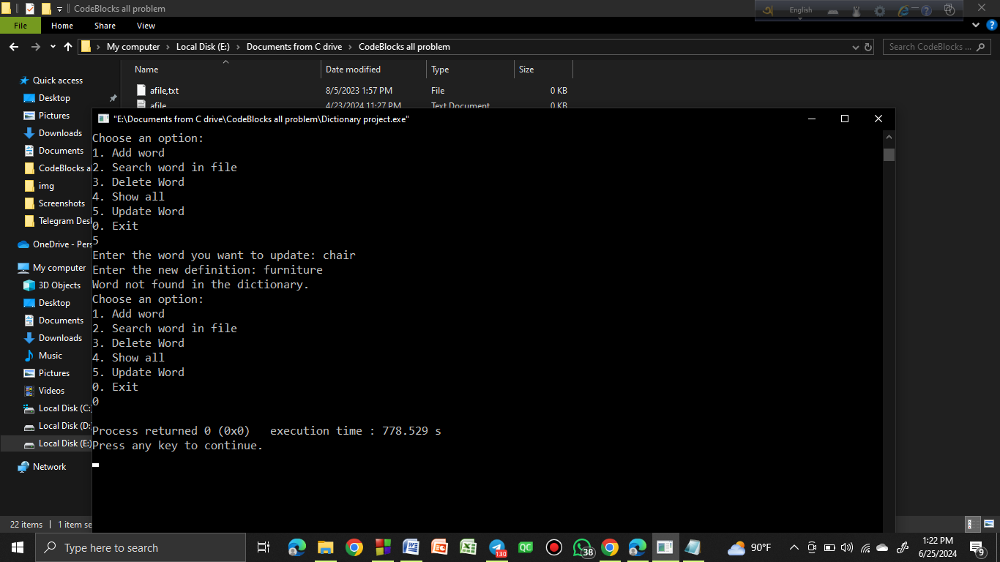 CodeBlocks all problem
English
File Home Share View
My computer Local Disk (E:) Documents from C drive CodeBlocks all problem
Search CodeBlocks ...
Name Date modified Type Size
Quick access
afile,txt 8/5/2023 1:57 PM File 0 KB
Desktop
afile 4/23/2024 11:27 PM Text Document 0 KB
Pictures
Downloads
Documents
CodeBlocks a
img
Screenshots
Telegram Desk
OneDrive - Pers
My computer
3D Objects
Desktop
Documents
Downloads
Music
Pictures
Videos
Local Disk (C:
Local Disk (D:
Local Disk (E:)
Network
22 items 1 item se
"E:\Documents from C drive\CodeBlocks all problem\Dictionary project.exe"
Choose an option:
1. Add word
2. Search word in file
3. Delete Word
4. Show all
5. Update Word
0. Exit
5
Enter the word you want to update: chair
Enter the new definition: furniture
Word not found in the dictionary.
Choose an option:
1. Add word
2. Search word in file
3. Delete Word
4. Show all
5. Update Word
0. Exit
0
Process returned 0 (0x0) execution time : 778.529 s
Press any key to continue.
Type here to search
130
QC
38
90°F
1:22 PM
6/25/2024
9